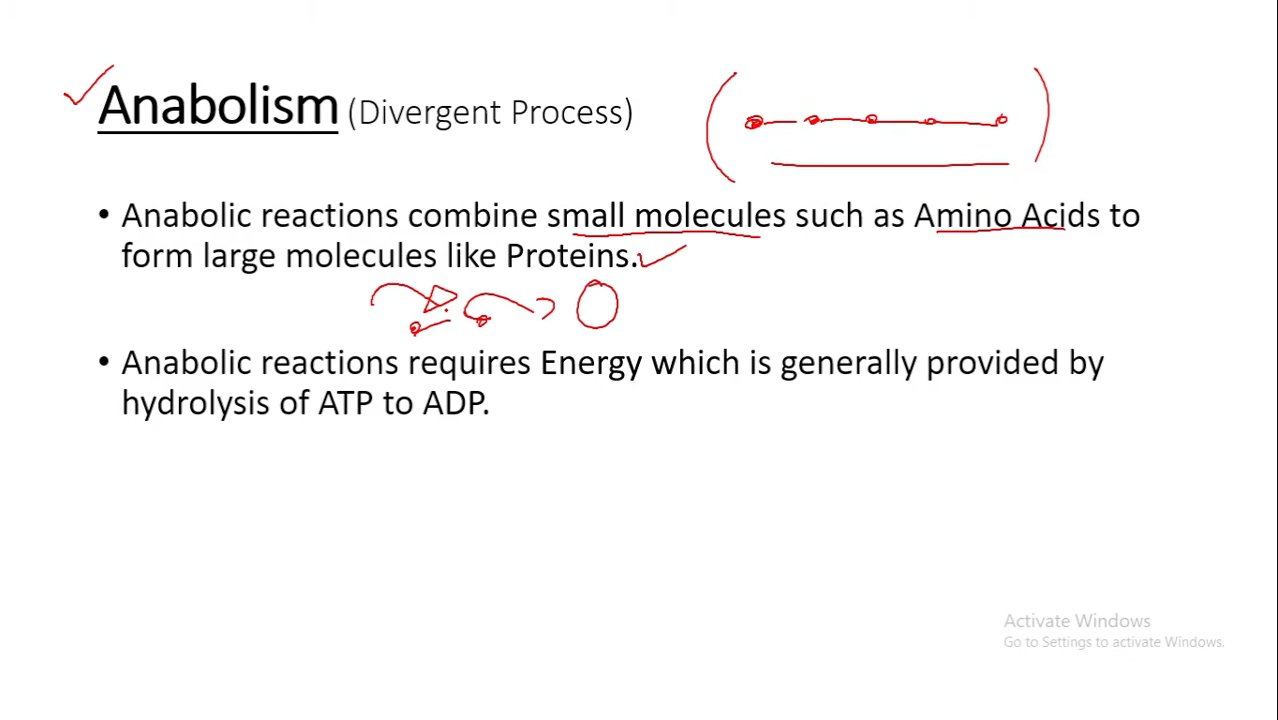 Anabolism (Divergent Process)
• Anabolic reactions combine small molecules such as Amino Acids to
form large molecules like Proteins.
• Anabolic reactions requires Energy which is generally provided by
hydrolysis of ATP to ADP.
Activate Windows
Go to Settings to activate Windows.